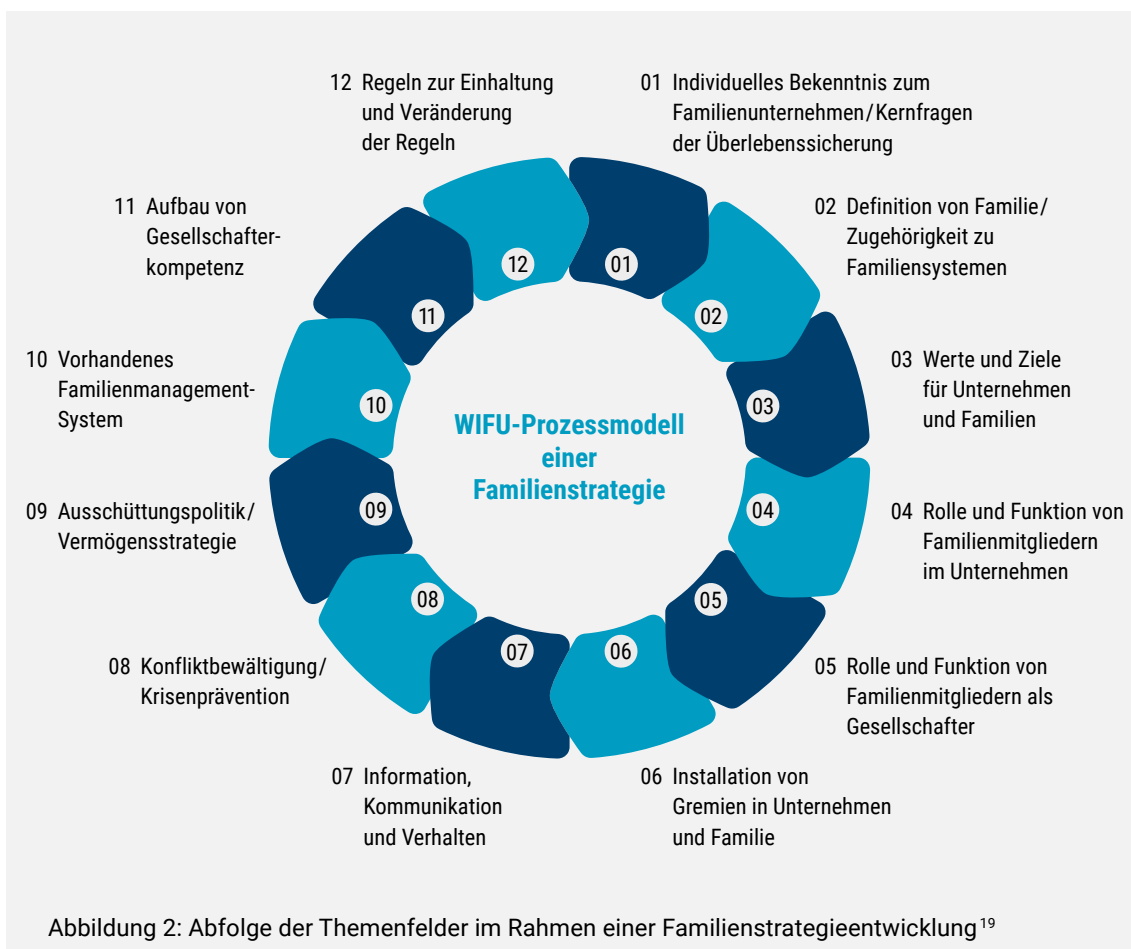 12 Regeln zur Einhaltung
und Veränderung
der Regeln
01 Individuelles Bekenntnis zum
Familienunternehmen/Kernfragen
der Überlebenssicherung
11 Aufbau von
Gesellschafter-
kompetenz
02 Definition von Familie/
Zugehörigkeit zu
Familiensystemen
10 Vorhandenes
Familienmanagement-
System
03 Werte und Ziele
für Unternehmen
und Familien
09 Ausschüttungspolitik/
Vermögensstrategie
04 Rolle und Funktion von
Familienmitgliedern
im Unternehmen
08 Konfliktbewältigung/
Krisenprävention
05 Rolle und Funktion von
Familienmitgliedern als
Gesellschafter
07 Information,
Kommunikation
und Verhalten
06 Installation von
Gremien in Unternehmen
und Familie
12
01
11
02
10
03
09
04
08
05
07
06
WIFU-Prozessmodell
einer
Familienstrategie
Abbildung 2: Abfolge der Themenfelder im Rahmen einer Familienstrategieentwicklung¹⁹